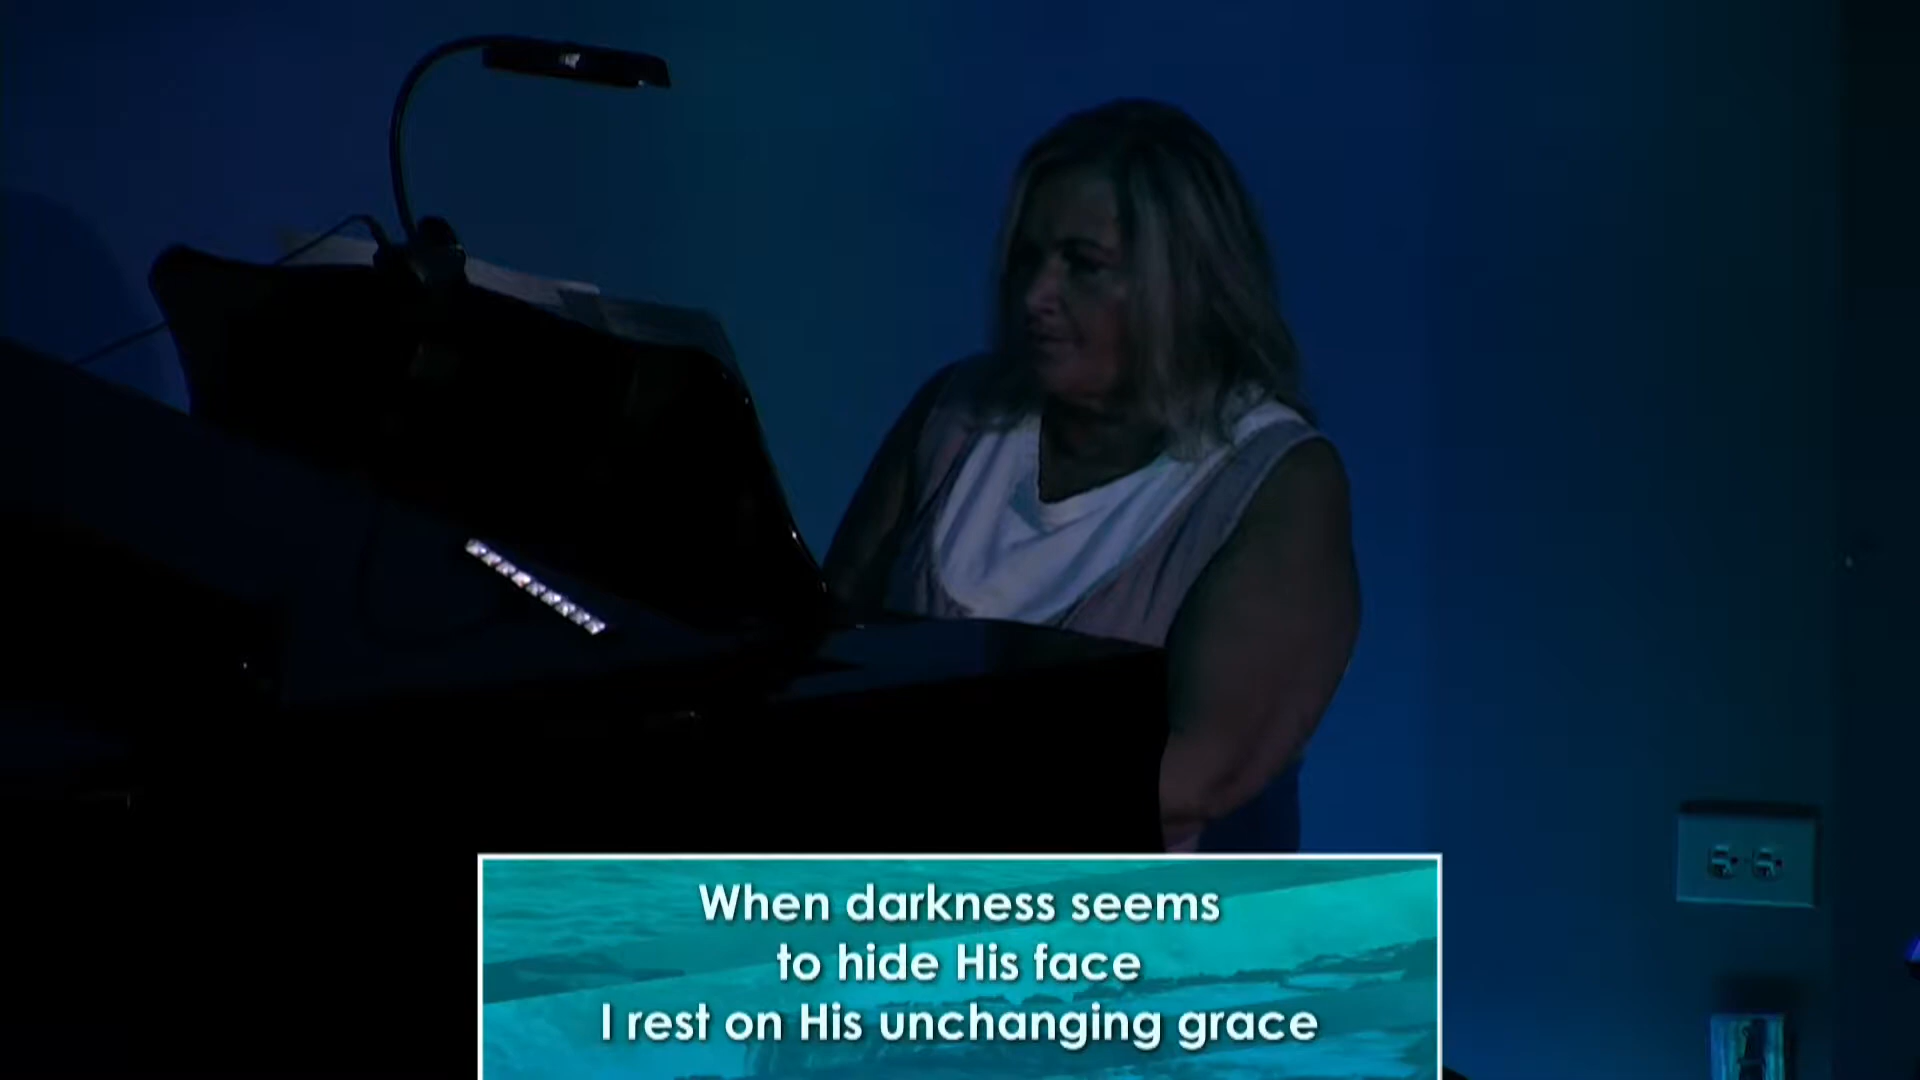 When darkness seems
to hide His face
I rest on His unchanging grace